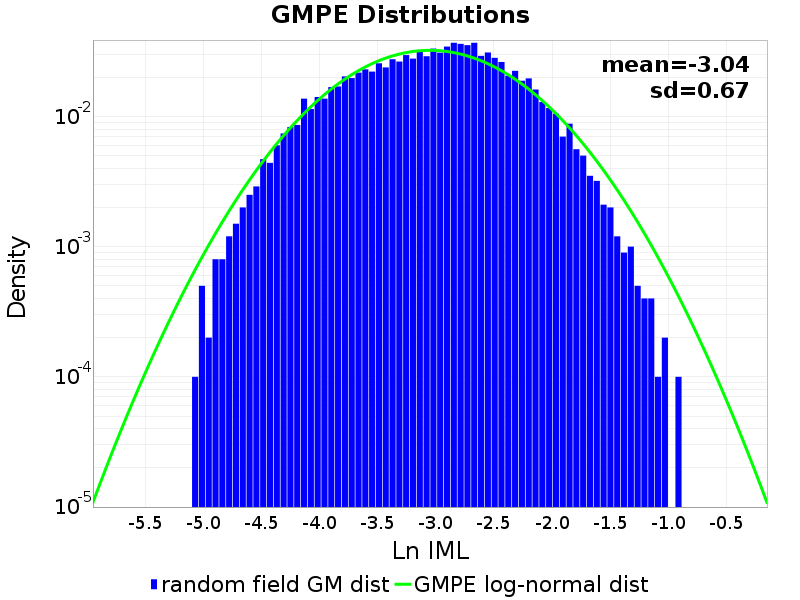 GMPE Distributions
mean=-3.04
sd=0.67
Density
10-2
10-3
10-4
10-5
-5.5 -5.0 -4.5 -4.0 -3.5 -3.0 -2.5 -2.0 -1.5 -1.0 -0.5
Ln IML
random field GM dist GMPE log-normal dist